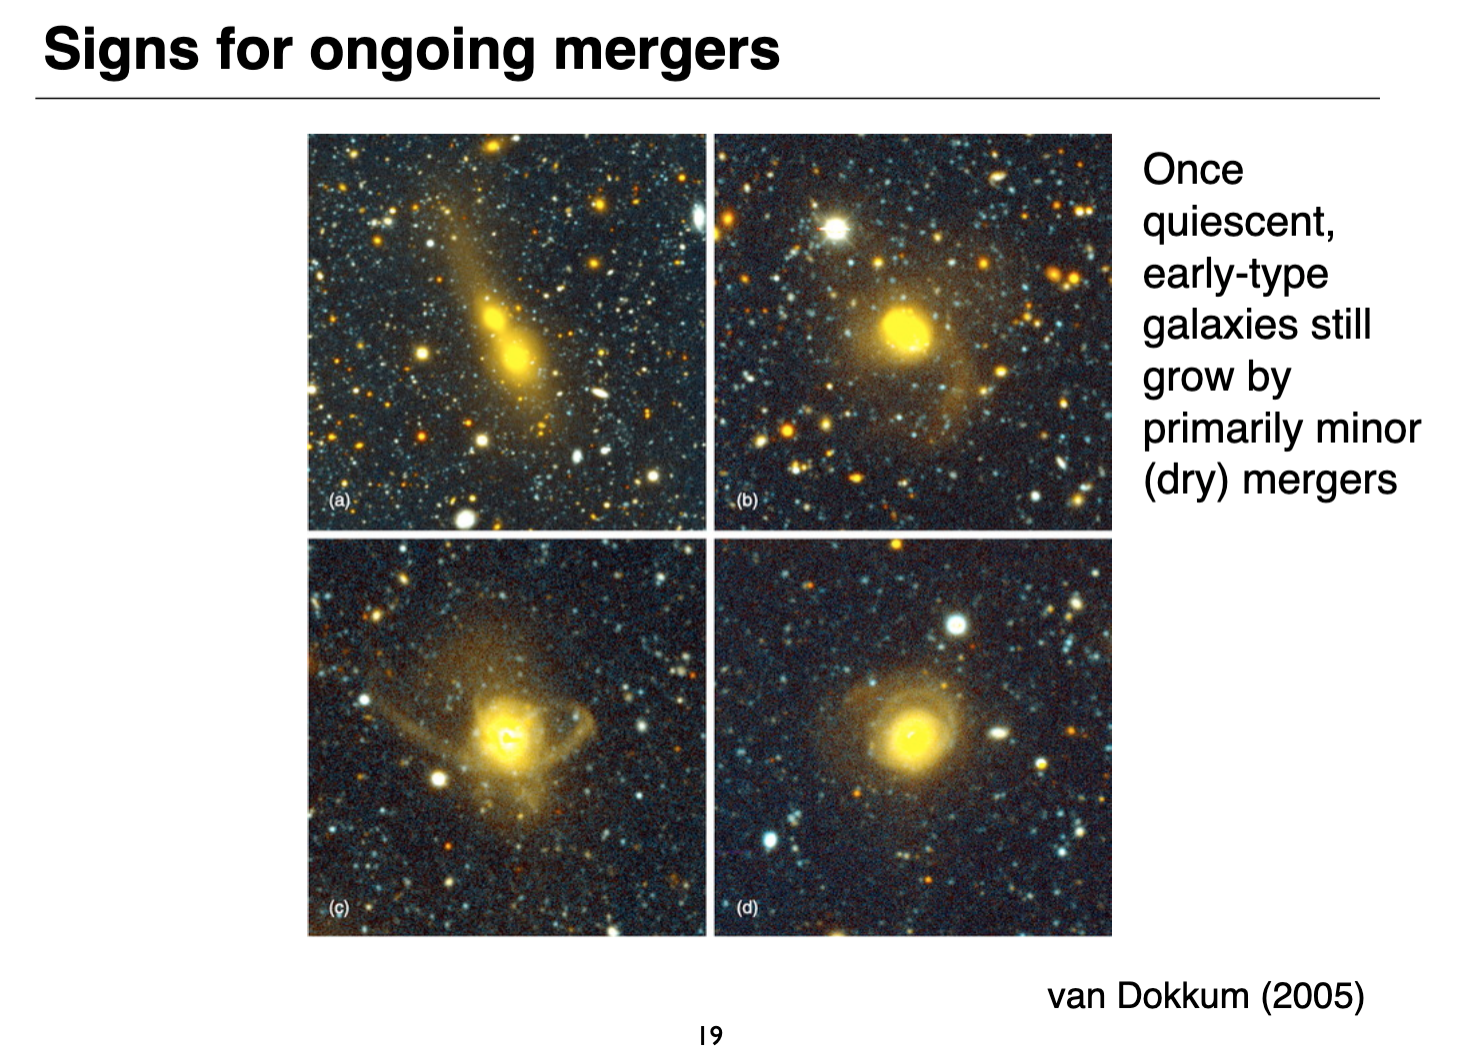 Signs for ongoing mergers
Once
quiescent,
early-type
galaxies still
grow by
primarily minor
(dry) mergers
(a)
(b)
(c)
(d)
van Dokkum (2005)
19